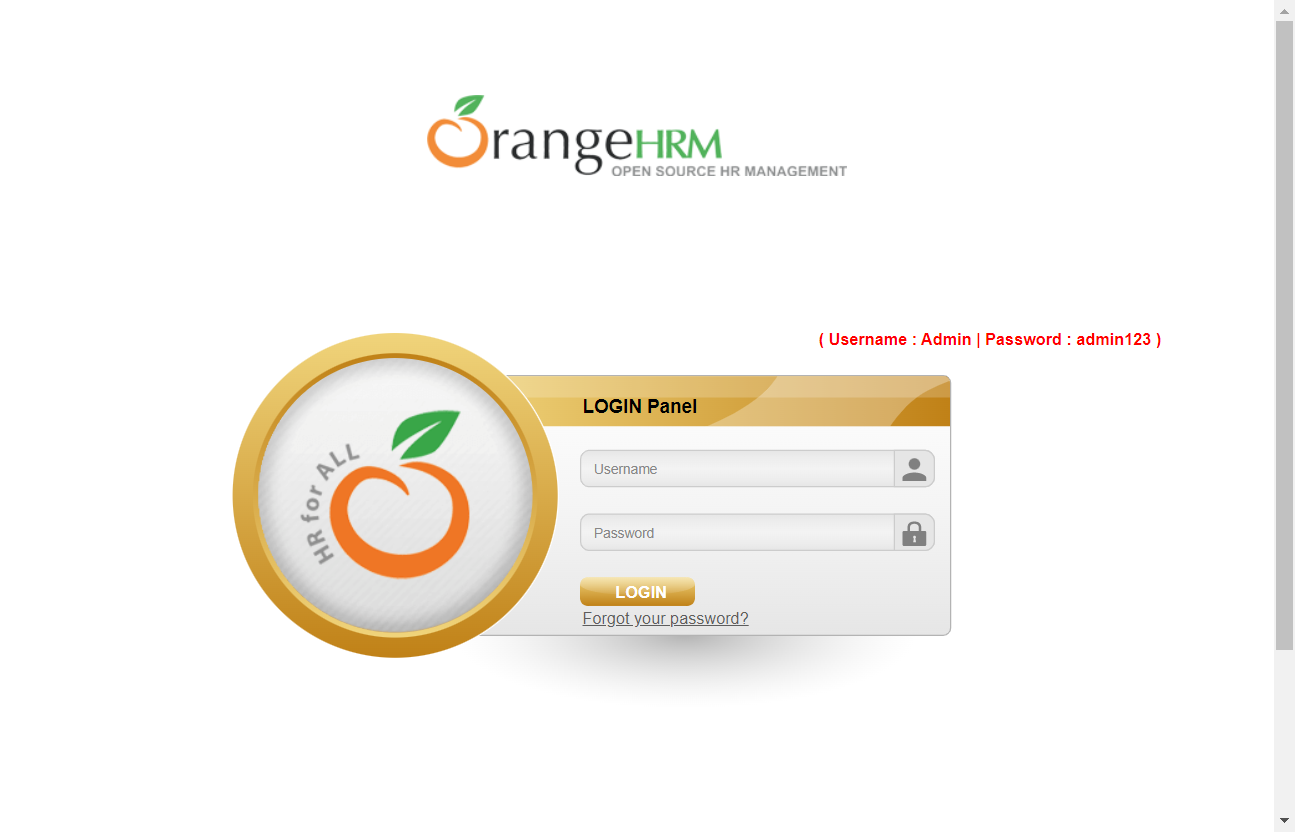 OrangeHRM
OPEN SOURCE HR MANAGEMENT
( Username : Admin | Password : admin123 )
HR for ALL
LOGIN Panel
Username
Password
LOGIN
Forgot your password?